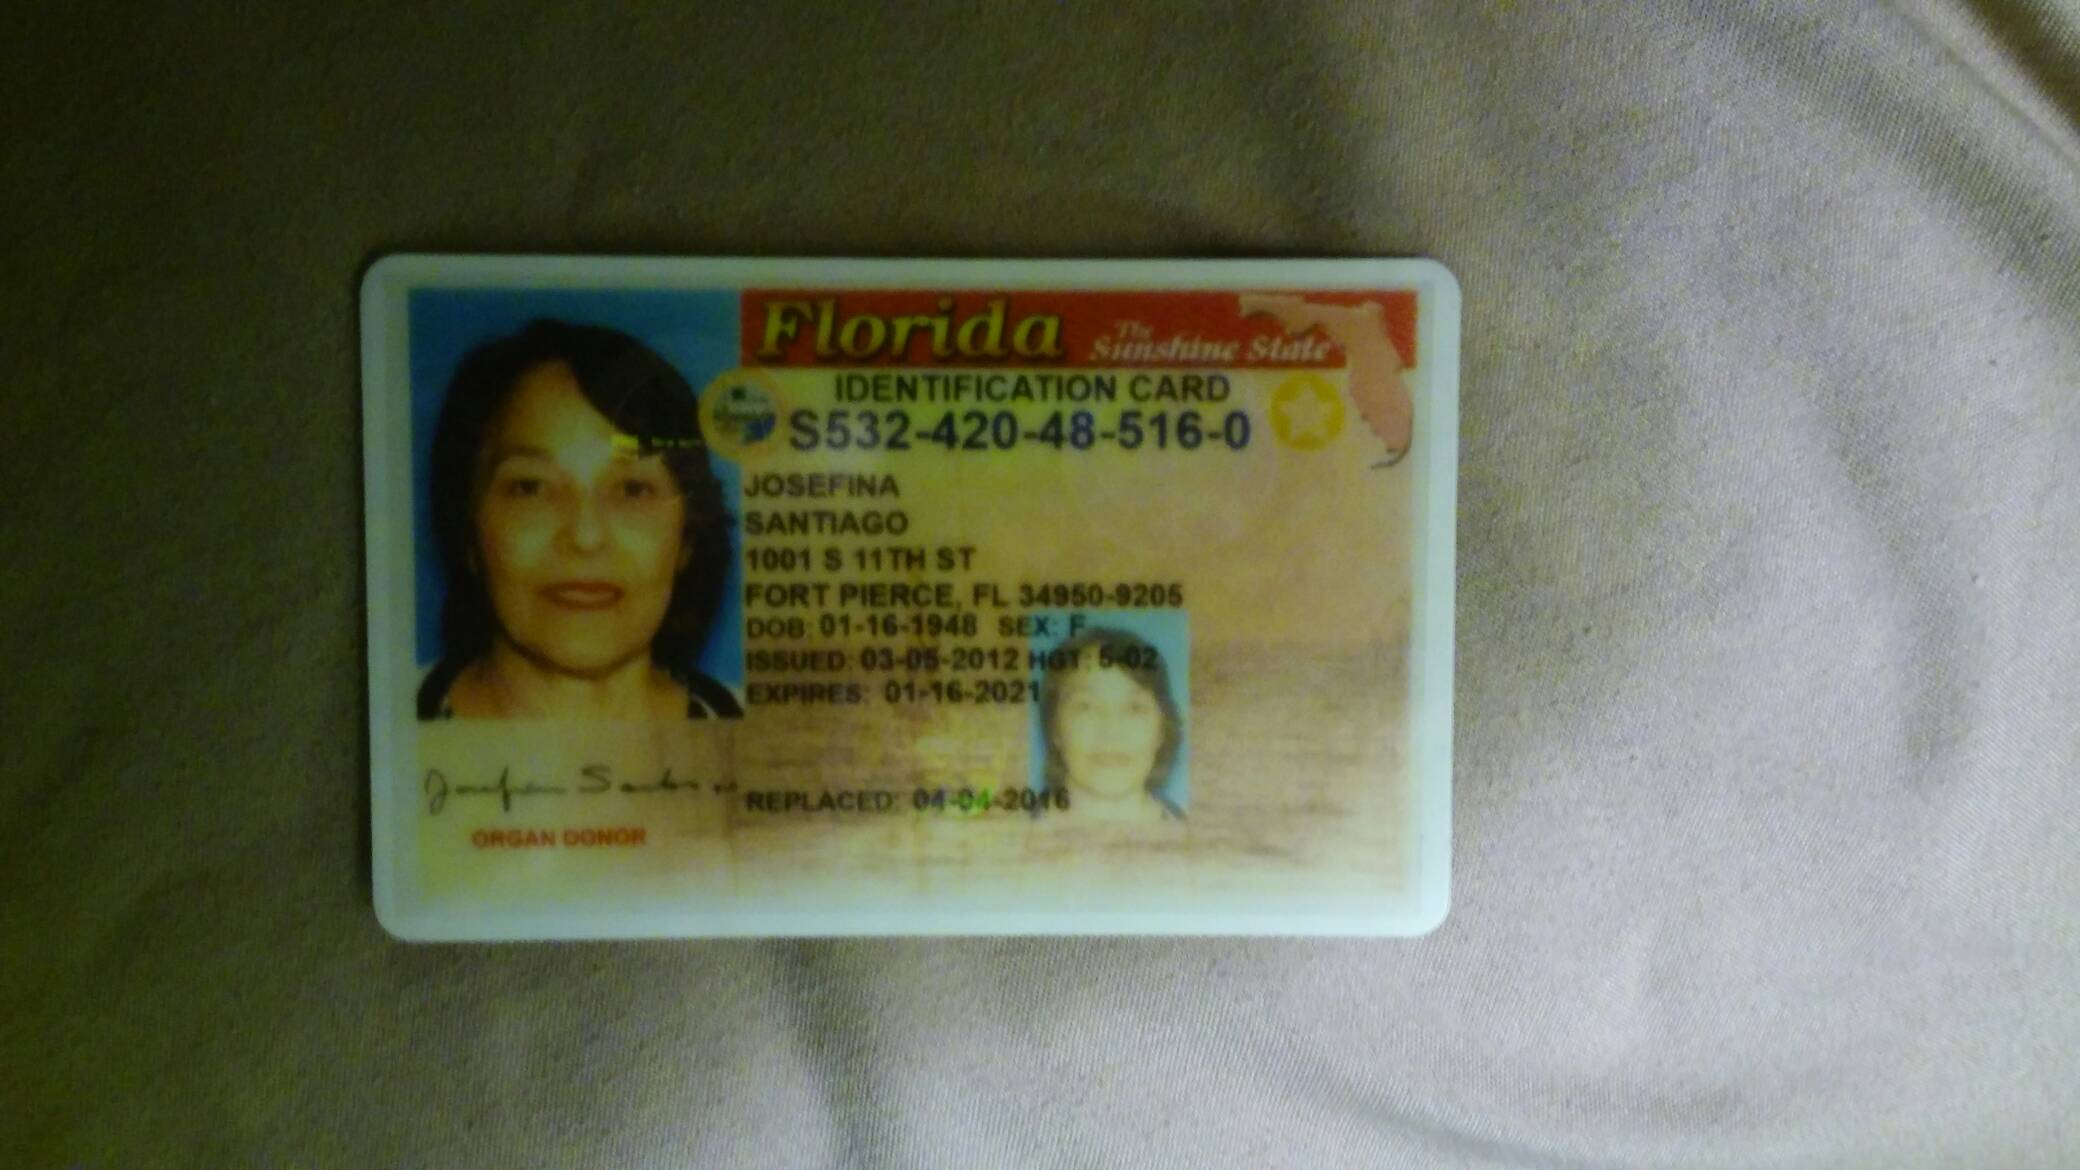 Florida The Sunshine State
IDENTIFICATION CARD
S532-420-48-516-0
JOSEFINA
SANTIAGO
1001 S 11TH ST
FORT PIERCE, FL 34950-9205
DOB: 01-16-1948 SEX: F
ISSUED: 03-05-2012 HGT: 5-02
EXPIRES: 01-16-2021
REPLACED: 04-04-2016
ORGAN DONOR